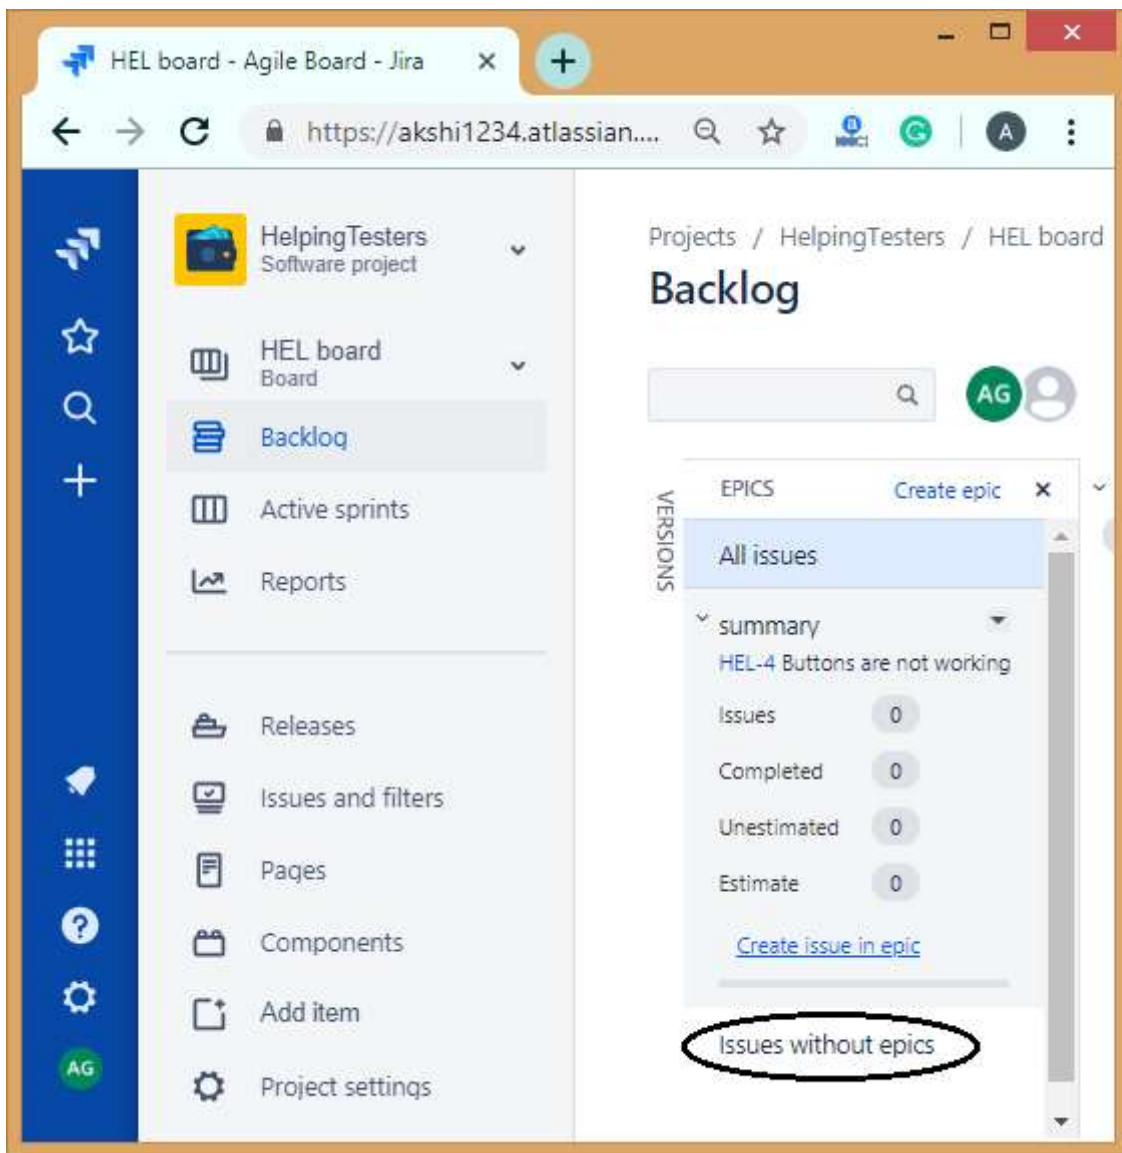 HEL board - Agile Board - Jira
https://akshi1234.atlassian....
A
HelpingTesters
Software project
HEL board
Board
Backlog
Active sprints
Reports
Releases
Issues and filters
Pages
Components
Add item
Project settings
AG
Projects / HelpingTesters / HEL board
Backlog
AG
VERSIONS
EPICS Create epic
All issues
summary
HEL-4 Buttons are not working
Issues 0
Completed 0
Unestimated 0
Estimate 0
Create issue in epic
Issues without epics